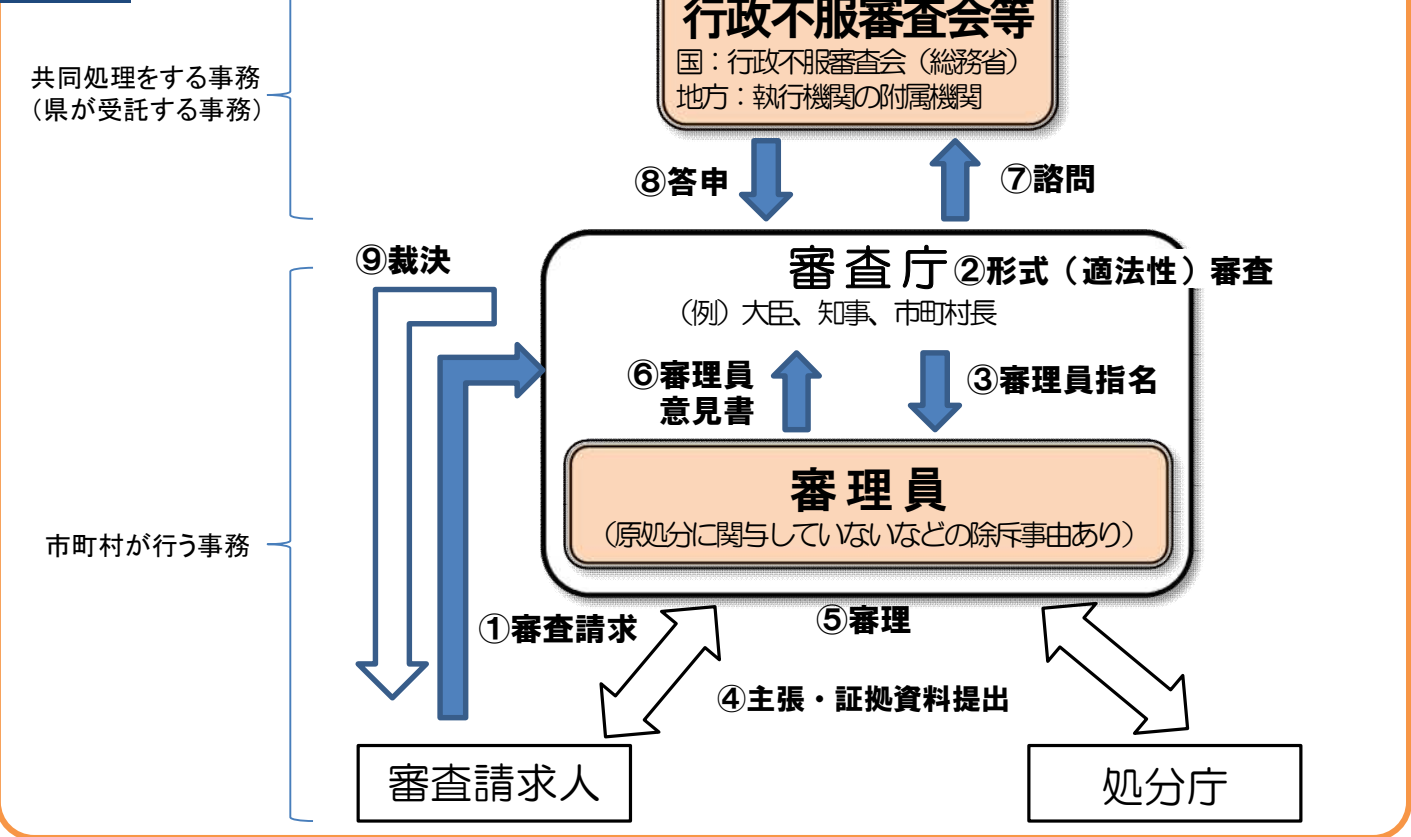 行政不服審査会等
国：行政不服審査会（総務省）
地方：執行機関の附属機関
共同処理をする事務
（県が受託する事務）
⑧答申
⑦諮問
⑨裁決
審査庁②形式（適法性）審査
（例）大臣、知事、市町村長
⑥審理員
意見書
③審理員指名
審理員
（原処分に関与していないなどの除斥事由あり）
市町村が行う事務
①審査請求
⑤審理
④主張・証拠資料提出
審査請求人
処分庁